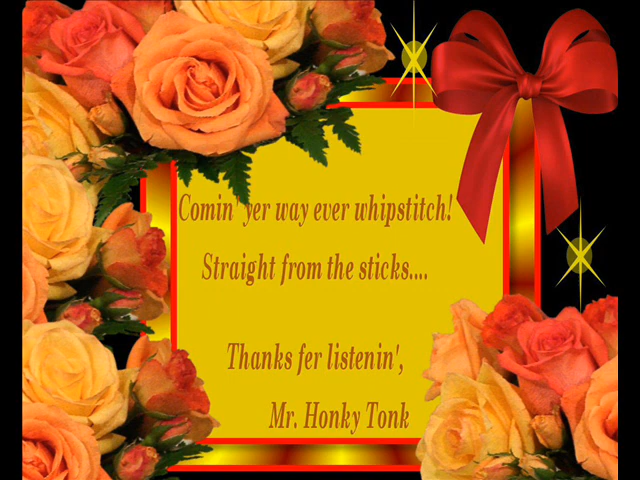 Comin' yer way ever whipstitch!
Straight from the sticks....
Thanks fer listenin',
Mr. Honky Tonk